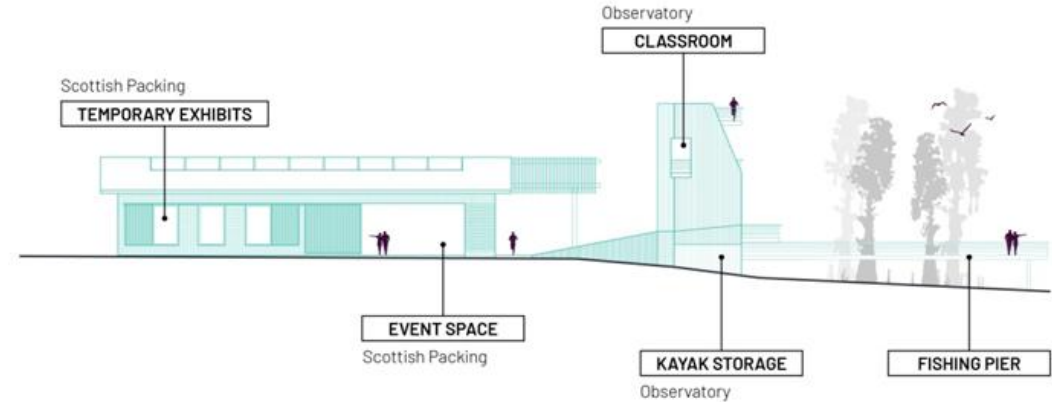 Observatory
CLASSROOM
Scottish Packing
TEMPORARY EXHIBITS
EVENT SPACE
Scottish Packing
KAYAK STORAGE
Observatory
FISHING PIER